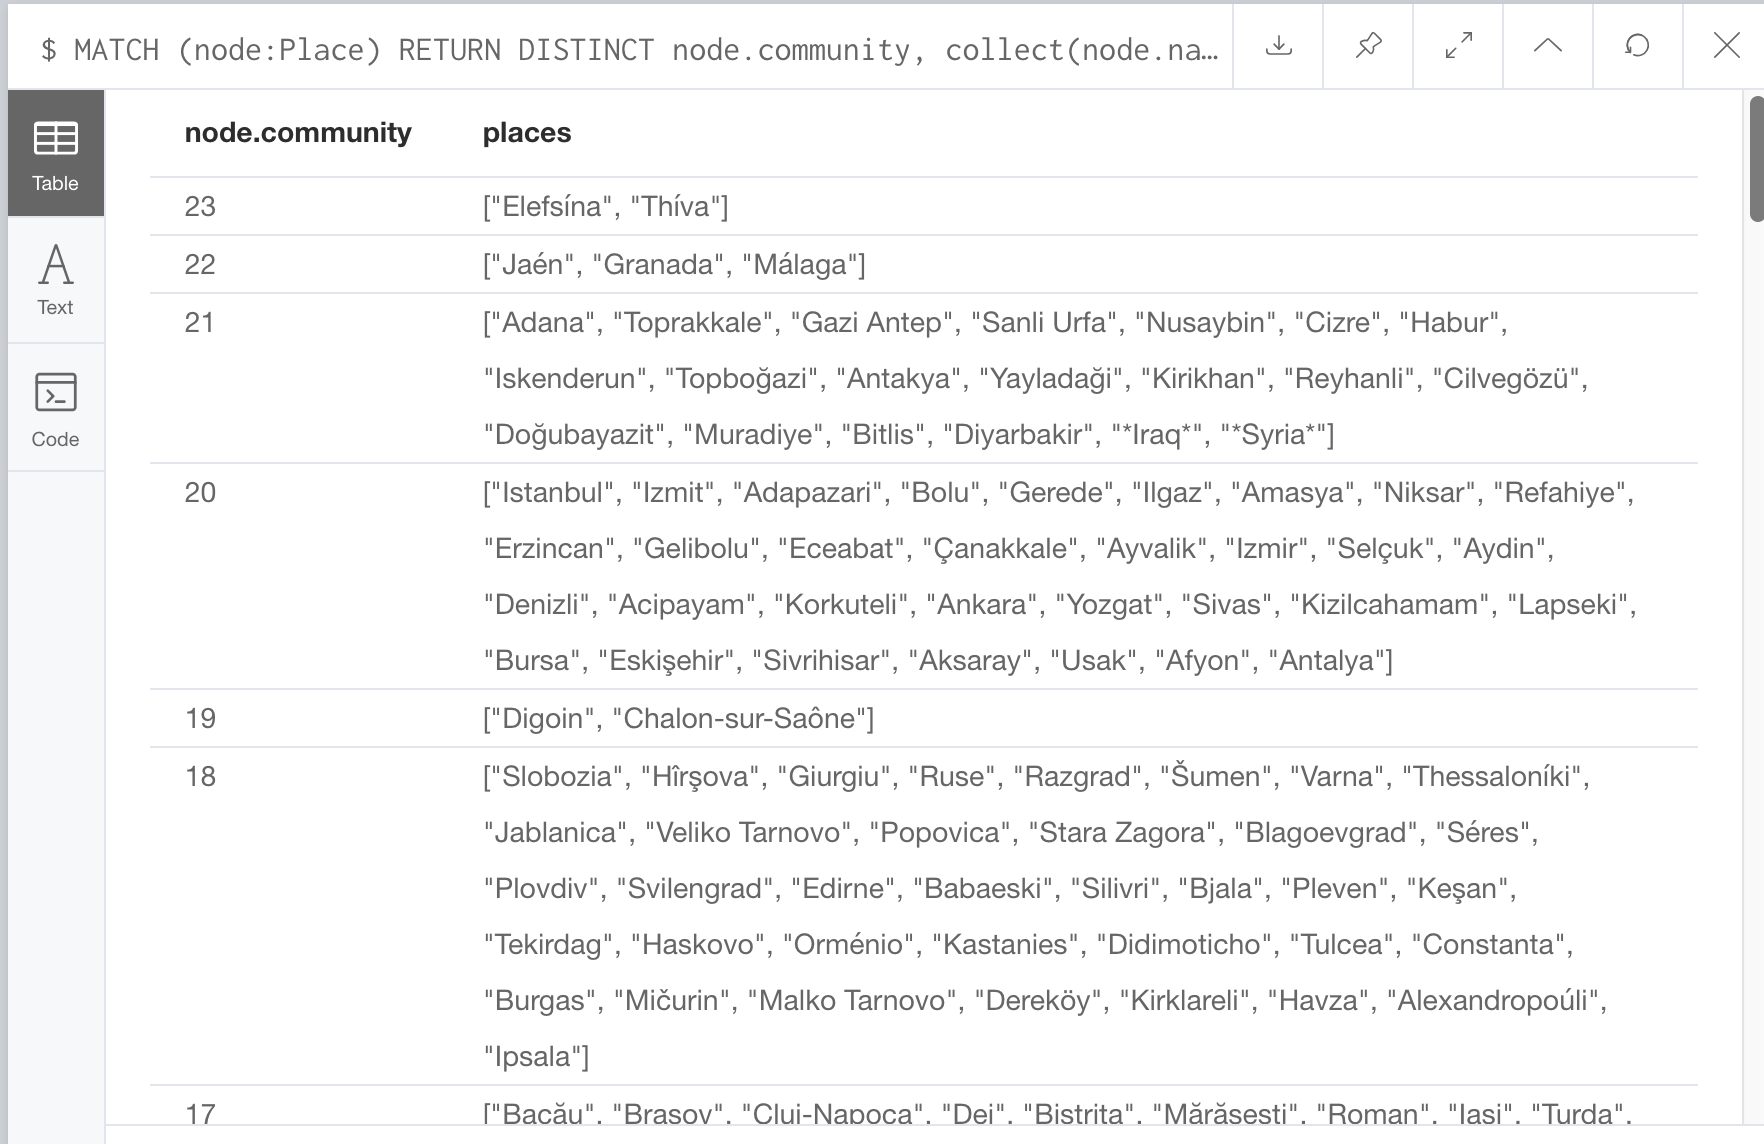 $ MATCH (node:Place) RETURN DISTINCT node.community, collect(node.na…
Table
Text
Code
node.community places
23 ["Elefsína", "Thíva"]
22 ["Jaén", "Granada", "Málaga"]
21 ["Adana", "Toprakkale", "Gazi Antep", "Sanli Urfa", "Nusaybin", "Cizre", "Habur",
"Iskenderun", "Topboğazi", "Antakya", "Yayladaği", "Kirikhan", "Reyhanli", "Cilvegözü",
"Doğubayazit", "Muradiye", "Bitlis", "Diyarbakir", "*Iraq*", "*Syria*"]
20 ["Istanbul", "Izmit", "Adapazari", "Bolu", "Gerede", "Ilgaz", "Amasya", "Niksar", "Refahiye",
"Erzincan", "Gelibolu", "Eceabat", "Çanakkale", "Ayvalik", "Izmir", "Selçuk", "Aydin",
"Denizli", "Acipayam", "Korkuteli", "Ankara", "Yozgat", "Sivas", "Kizilcahamam", "Lapseki",
"Bursa", "Eskişehir", "Sivrihisar", "Aksaray", "Usak", "Afyon", "Antalya"]
19 ["Digoin", "Chalon-sur-Saône"]
18 ["Slobozia", "Hîrşova", "Giurgiu", "Ruse", "Razgrad", "Šumen", "Varna", "Thessaloníki",
"Jablanica", "Veliko Tarnovo", "Popovica", "Stara Zagora", "Blagoevgrad", "Séres",
"Plovdiv", "Svilengrad", "Edirne", "Babaeski", "Silivri", "Bjala", "Pleven", "Keşan",
"Tekirdag", "Haskovo", "Orménio", "Kastanies", "Didimoticho", "Tulcea", "Constanta",
"Burgas", "Mičurin", "Malko Tarnovo", "Dereköy", "Kirklareli", "Havza", "Alexandropoúli",
"Ipsala"]
17 ["Bacău", "Brasov", "Cluj-Napoca", "Dej", "Bistrita", "Mărăsesti", "Roman", "Iasi", "Turda",